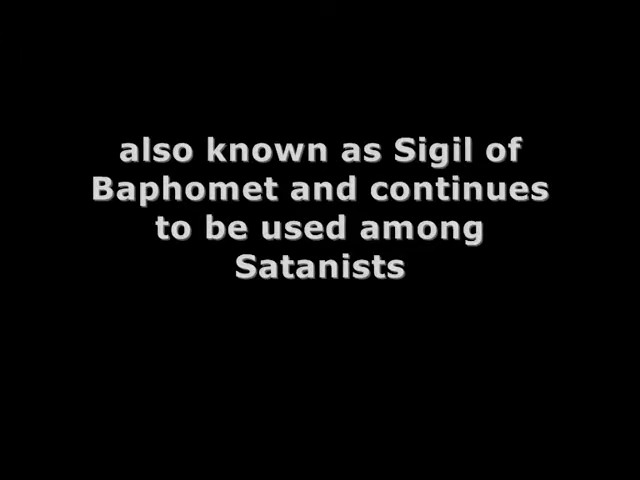 also known as Sigil of
Baphomet and continues
to be used among
Satanists